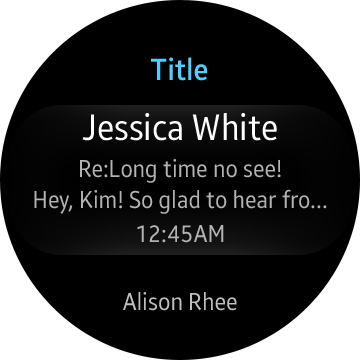 Title
Jessica White
Re:Long time no see!
Hey, Kim! So glad to hear fro...
12:45AM
Alison Rhee